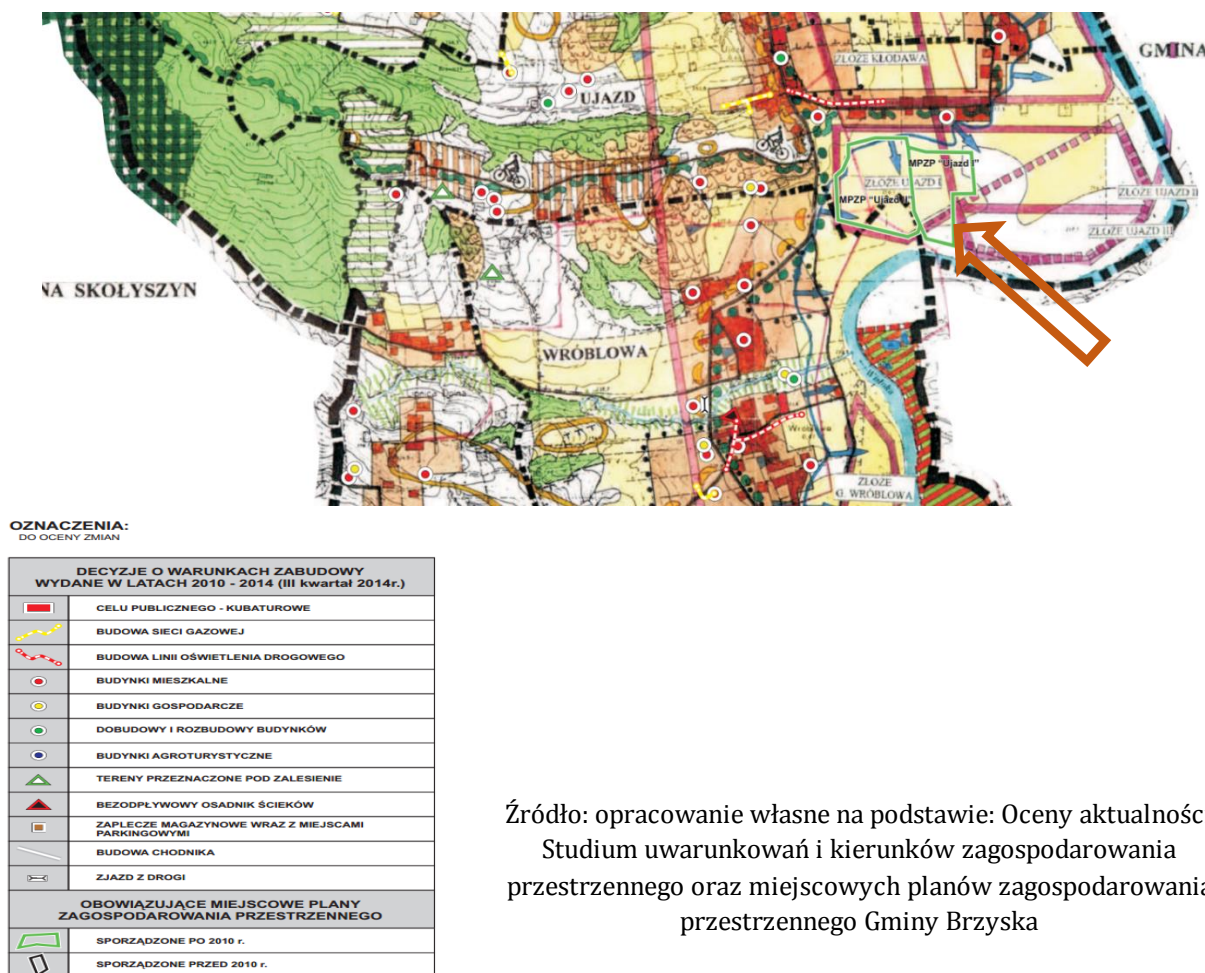 GMINA
ZŁOŻE KŁODAWA
UJAZD
MPZP "Ujazd I"
ZŁOŻE UJAZD I
ZŁOŻE UJAZD II
MPZP "Ujazd I"
ZŁOŻE UJAZD III
NA SKOŁYSZYN
WRÓBLOWA
Wisłoka
Wróblowa
ZŁOŻE
G. WRÓBLOWA
OZNACZENIA:
DO OCENY ZMIAN
DECYZJE O WARUNKACH ZABUDOWY
WYDANE W LATACH 2010 - 2014 (III kwartał 2014r.)
CELU PUBLICZNEGO - KUBATUROWE
BUDOWA SIECI GAZOWEJ
BUDOWA LINII OŚWIETLENIA DROGOWEGO
BUDYNKI MIESZKALNE
BUDYNKI GOSPODARCZE
DOBUDOWY I ROZBUDOWY BUDYNKÓW
BUDYNKI AGROTURYSTYCZNE
TERENY PRZEZNACZONE POD ZALESIENIE
BEZODPŁYWOWY OSADNIK ŚCIEKÓW
ZAPLECZE MAGAZYNOWE WRAZ Z MIEJSCAMI
PARKINGOWYMI
BUDOWA CHODNIKA
ZJAZD Z DROGI
OBOWIĄZUJĄCE MIEJSCOWE PLANY
ZAGOSPODAROWANIA PRZESTRZENNEGO
SPORZĄDZONE PO 2010 r.
SPORZĄDZONE PRZED 2010 r.
Źródło: opracowanie własne na podstawie: Oceny aktualnośc
Studium uwarunkowań i kierunków zagospodarowania
przestrzennego oraz miejscowych planów zagospodarowania
przestrzennego Gminy Brzyska